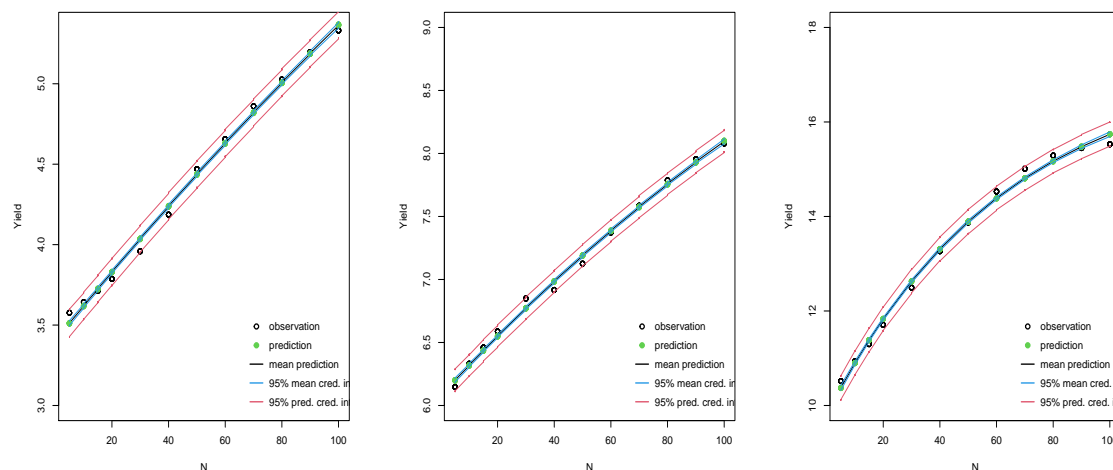 Yield
5.0
4.5
4.0
3.5
3.0
observation
prediction
mean prediction
95% mean cred. in
95% pred. cred. in
20
40
60
80
100
N
Yield
9.0
8.5
8.0
7.5
7.0
6.5
6.0
observation
prediction
mean prediction
95% mean cred. in
95% pred. cred. in
20
40
60
80
100
N
Yield
18
16
14
12
10
observation
prediction
mean prediction
95% mean cred.
95% pred. cred. i
20
40
60
80
100
N